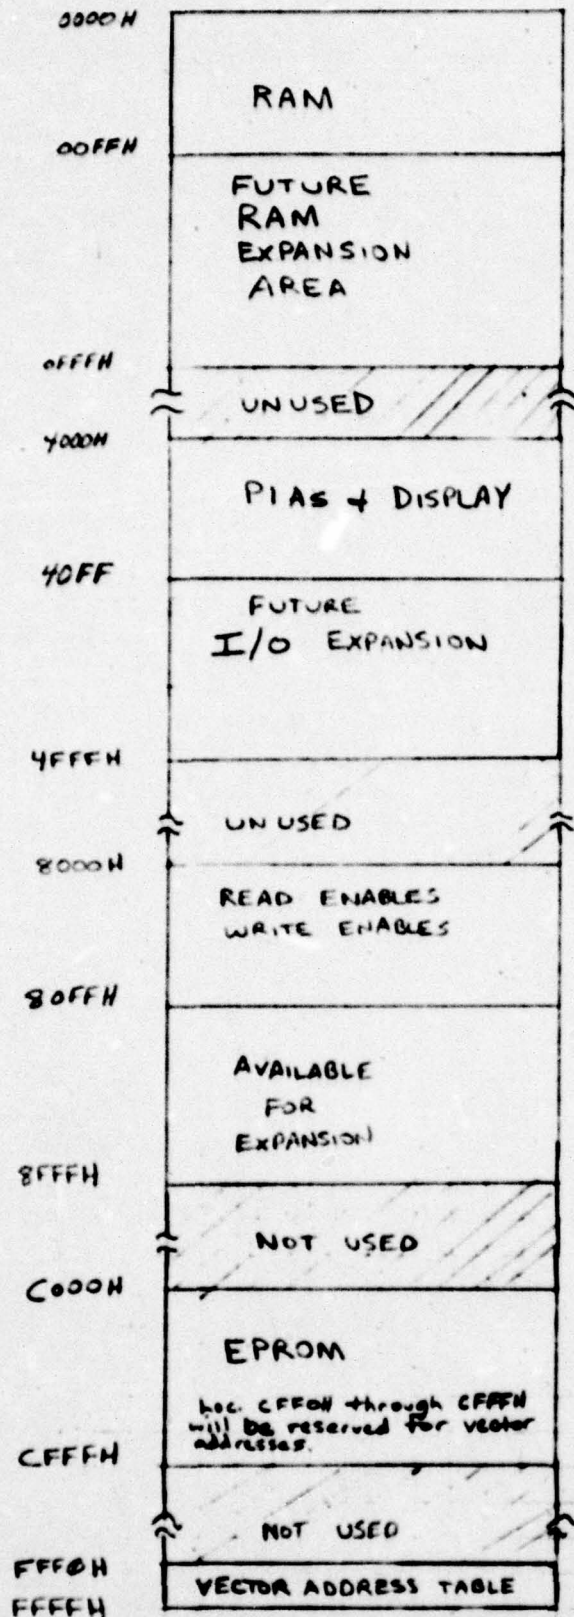 0000H
RAM
00FFH
FUTURE
RAM
EXPANSION
AREA
0FFFH
UNUSED
4000H
PIAs + DISPLAY
40FF
FUTURE
I/O EXPANSION
4FFFH
UNUSED
8000H
READ ENABLES
WRITE ENABLES
80FFH
AVAILABLE
FOR
EXPANSION
8FFFH
NOT USED
C000H
EPROM
Loc. CFF0H through CFFFH
will be reserved for vector
addresses.
CFFFH
NOT USED
FFF0H
VECTOR ADDRESS TABLE
FFFFH